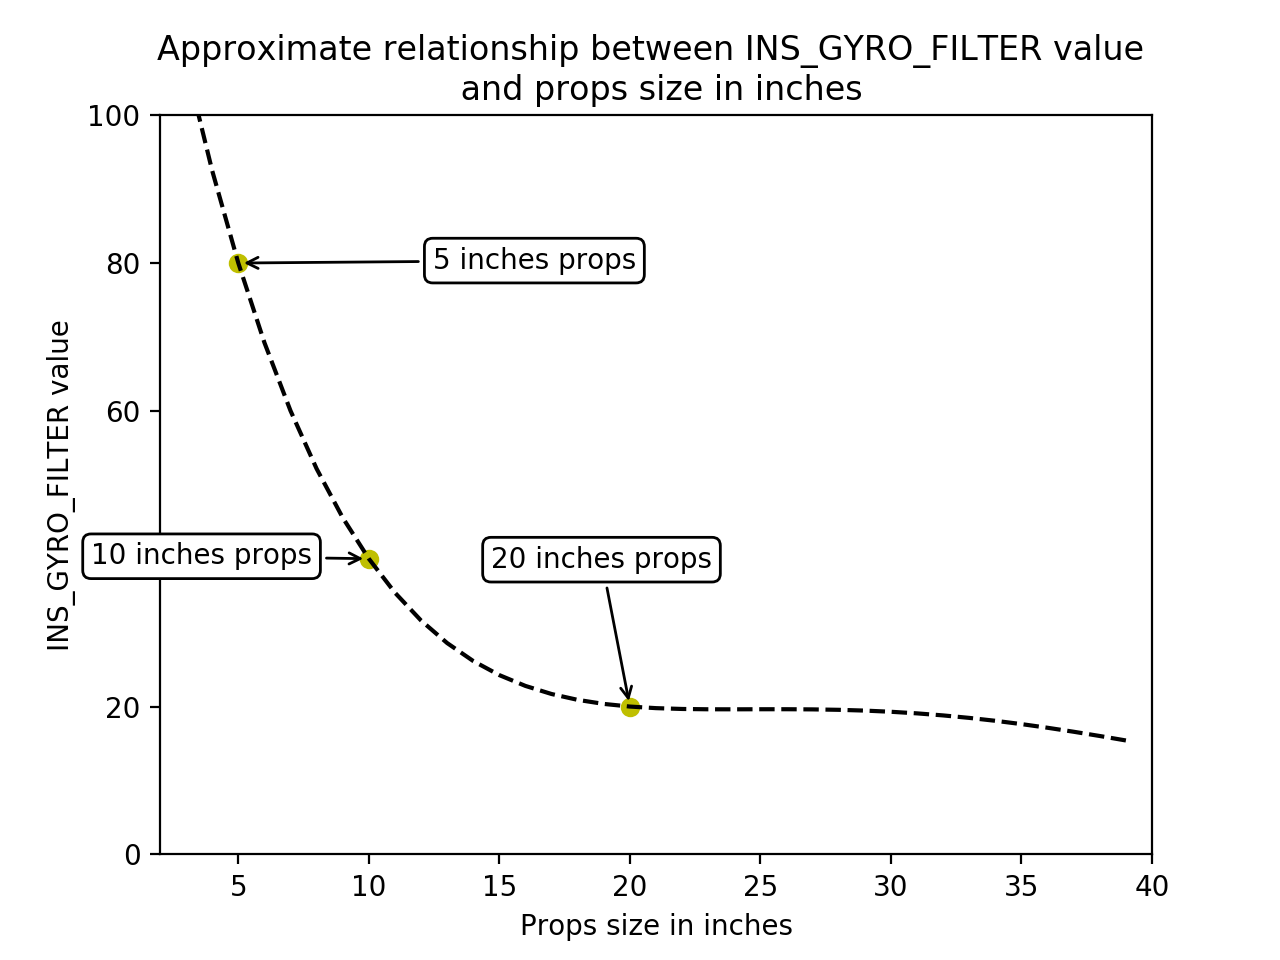 Approximate relationship between INS_GYRO_FILTER value
and props size in inches
100
80
60
20
0
INS_GYRO_FILTER value
5 inches props
10 inches props
20 inches props
5
10
15
20
25
30
35
40
Props size in inches